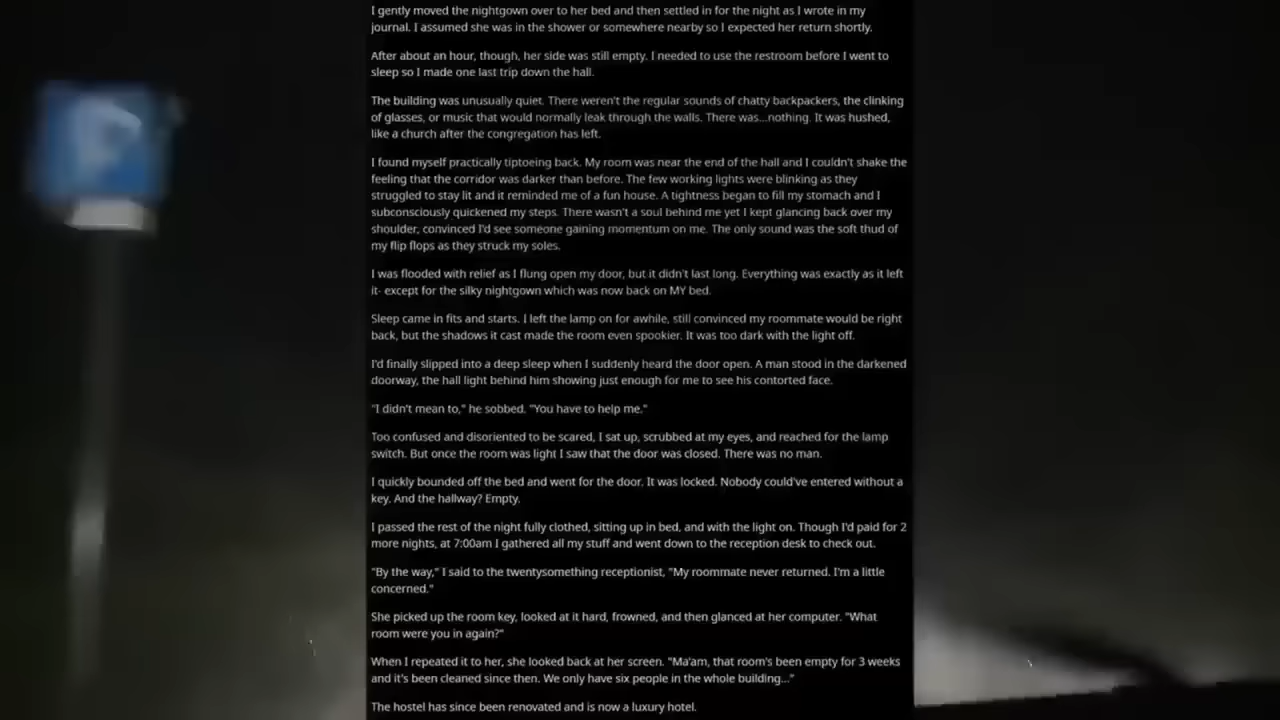 I gently moved the nightgown over to her bed and then settled in for the night as I wrote in my
journal. I assumed she was in the shower or somewhere nearby so I expected her return shortly.
After about an hour, though, her side was still empty. I needed to use the restroom before I went to
sleep so I made one last trip down the hall.
The building was unusually quiet. There weren't the regular sounds of chatty backpackers, the clinking
of glasses, or music that would normally leak through the walls. There was...nothing. It was hushed,
like a church after the congregation has left.
I found myself practically tiptoeing back. My room was near the end of the hall and I couldn't shake the
feeling that the corridor was darker than before. The few working lights were blinking as they
struggled to stay lit and it reminded me of a fun house. A tightness began to fill my stomach and I
subconsciously quickened my steps. There wasn't a soul behind me yet I kept glancing back over my
shoulder, convinced I'd see someone gaining momentum on me. The only sound was the soft thud of
my flip flops as they struck my soles.
I was flooded with relief as I flung open my door, but it didn't last long. Everything was exactly as it left
it- except for the silky nightgown which was now back on MY bed.
Sleep came in fits and starts. I left the lamp on for awhile, still convinced my roommate would be right
back, but the shadows it cast made the room even spookier. It was too dark with the light off.
I'd finally slipped into a deep sleep when I suddenly heard the door open. A man stood in the darkened
doorway, the hall light behind him showing just enough for me to see his contorted face.
"I didn't mean to," he sobbed. "You have to help me."
Too confused and disoriented to be scared, I sat up, scrubbed at my eyes, and reached for the lamp
switch. But once the room was light I saw that the door was closed. There was no man.
I quickly bounded off the bed and went for the door. It was locked. Nobody could've entered without a
key. And the hallway? Empty.
I passed the rest of the night fully clothed, sitting up in bed, and with the light on. Though I'd paid for 2
more nights, at 7:00am I gathered all my stuff and went down to the reception desk to check out.
"By the way," I said to the twentysomething receptionist, "My roommate never returned. I'm a little
concerned."
She picked up the room key, looked at it hard, frowned, and then glanced at her computer. "What
room were you in again?"
When I repeated it to her, she looked back at her screen. "Ma'am, that room's been empty for 3 weeks
and it's been cleaned since then. We only have six people in the whole building..."
The hostel has since been renovated and is now a luxury hotel.